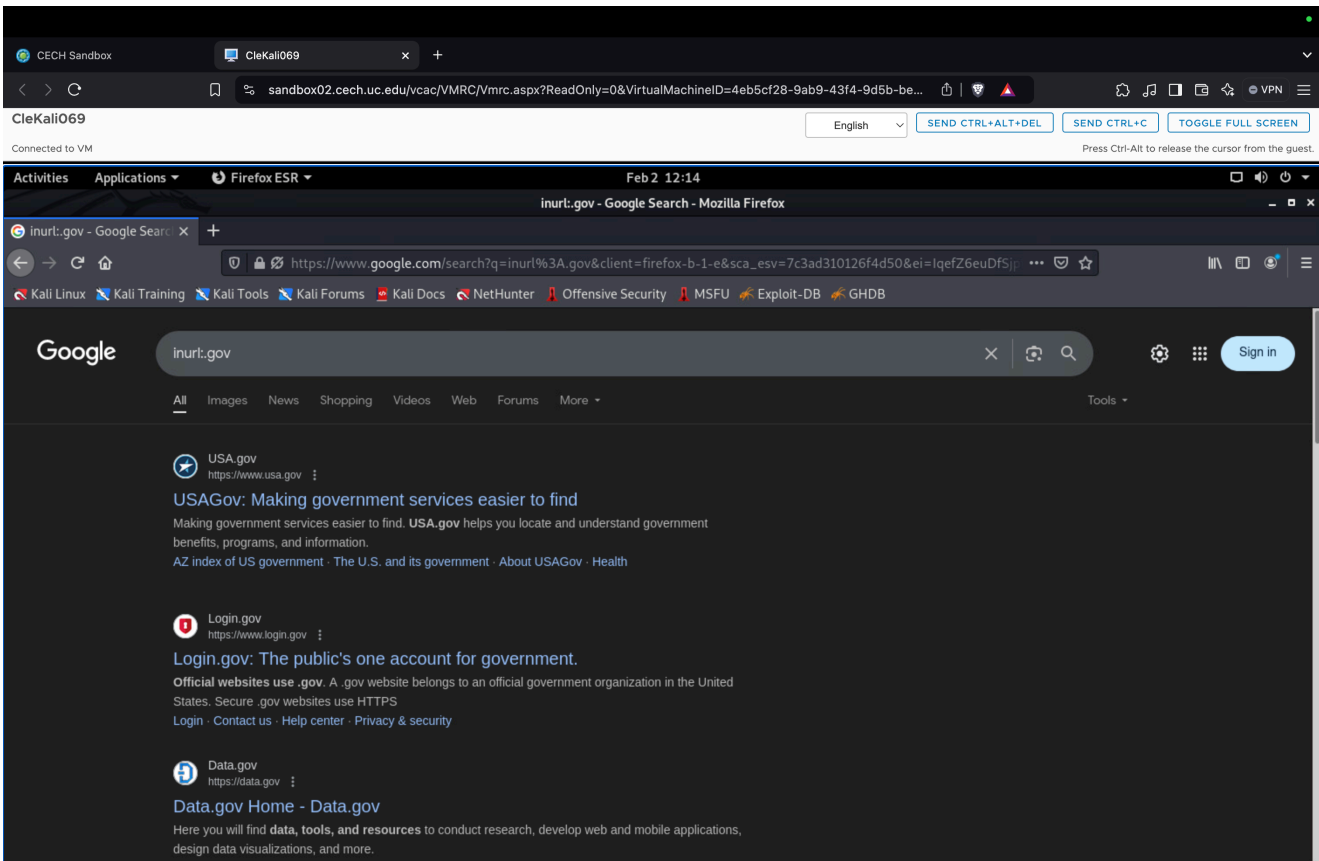 CECH Sandbox
CleKali069
sandbox02.cech.uc.edu/vcac/VMRC/Vmrc.aspx?ReadOnly=0&VirtualMachineID=4eb5cf28-9ab9-43f4-9d5b-be...
VPN
CleKali069
English
SEND CTRL+ALT+DEL
SEND CTRL+C
TOGGLE FULL SCREEN
Connected to VM
Press Ctrl-Alt to release the cursor from the guest.
Activities
Applications
Firefox ESR
Feb 2 12:14
inurl:.gov - Google Search - Mozilla Firefox
inurl:.gov - Google Searc
https://www.google.com/search?q=inurl%3A.gov&client=firefox-b-1-e&sca_esv=7c3ad310126f4d50&ei=IqefZ6euDfSjp
Kali Linux
Kali Training
Kali Tools
Kali Forums
Kali Docs
NetHunter
Offensive Security
MSFU
Exploit-DB
GHDB
Google
inurl:.gov
Sign in
All
Images
News
Shopping
Videos
Web
Forums
More
Tools
USA.gov
https://www.usa.gov
USAGov: Making government services easier to find
Making government services easier to find. USA.gov helps you locate and understand government
benefits, programs, and information.
AZ index of US government · The U.S. and its government · About USAGov · Health
Login.gov
https://www.login.gov
Login.gov: The public's one account for government.
Official websites use .gov. A .gov website belongs to an official government organization in the United
States. Secure .gov websites use HTTPS
Login · Contact us · Help center · Privacy & security
Data.gov
https://data.gov
Data.gov Home - Data.gov
Here you will find data, tools, and resources to conduct research, develop web and mobile applications,
design data visualizations, and more.